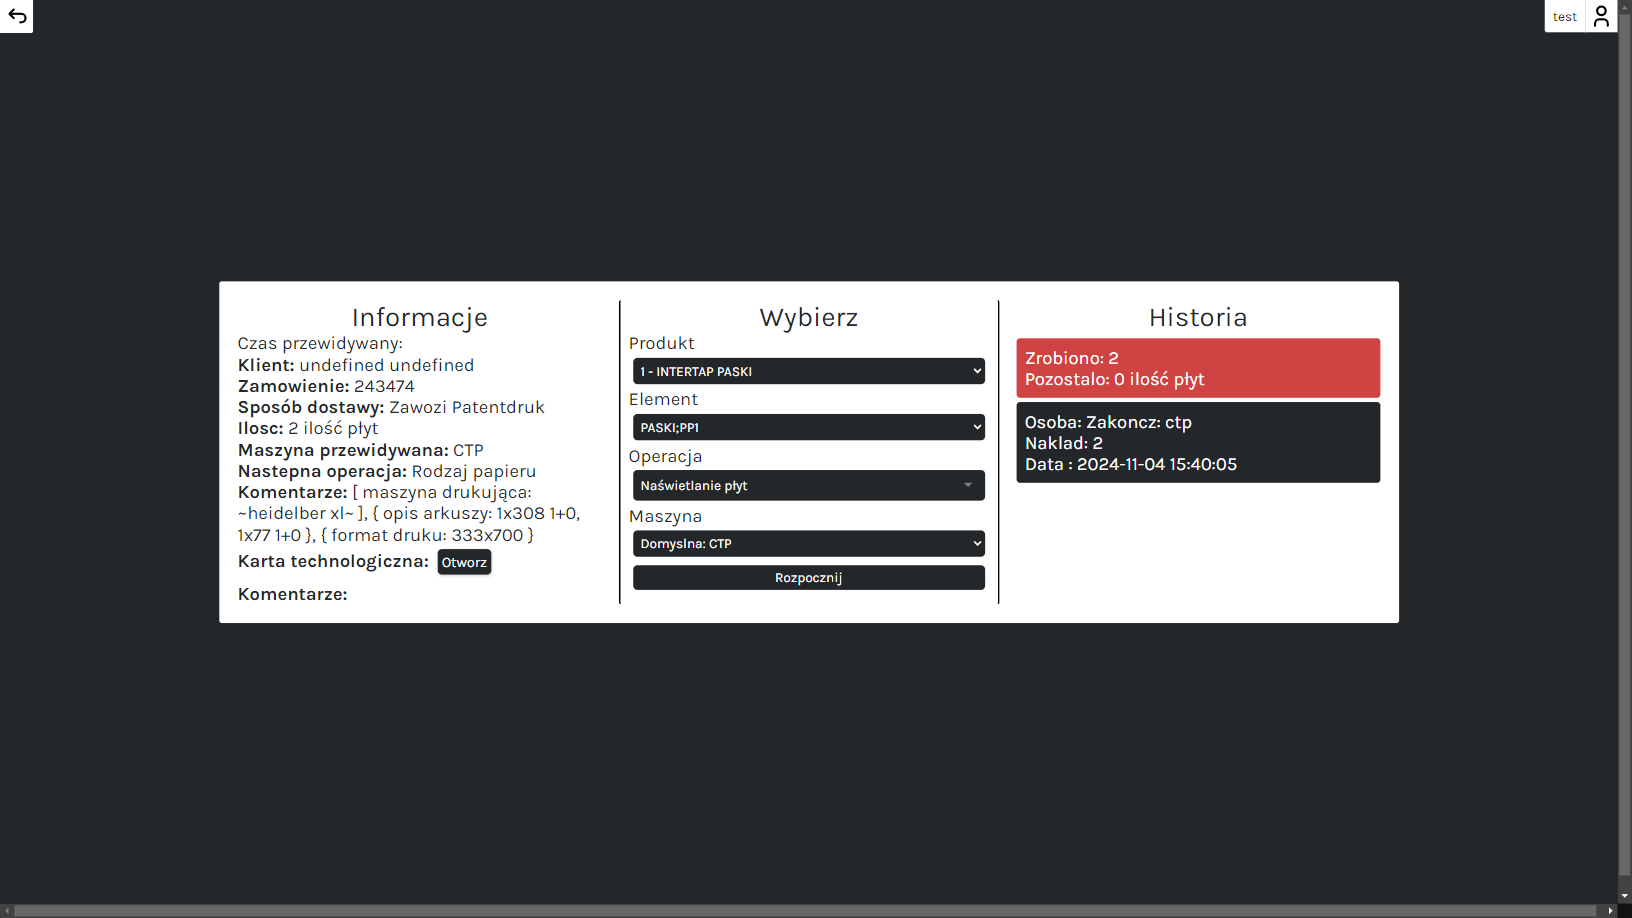 test
Informacje
Czas przewidywany:
Klient: undefined undefined
Zamowienie: 243474
Sposób dostawy: Zawozi Patentdruk
Ilosc: 2 ilość płyt
Maszyna przewidywana: CTP
Nastepna operacja: Rodzaj papieru
Komentarze: [ maszyna drukująca:
~heidelber xl~ ], { opis arkuszy: 1x308 1+0,
1x77 1+0 }, { format druku: 333x700 }
Karta technologiczna: Otworz
Komentarze:
Wybierz
Produkt
1 - INTERTAP PASKI
Element
PASKI;PP1
Operacja
Naświetlanie płyt
Maszyna
Domyslna: CTP
Rozpocznij
Historia
Zrobiono: 2
Pozostalo: 0 ilość płyt
Osoba: Zakoncz: ctp
Naklad: 2
Data : 2024-11-04 15:40:05